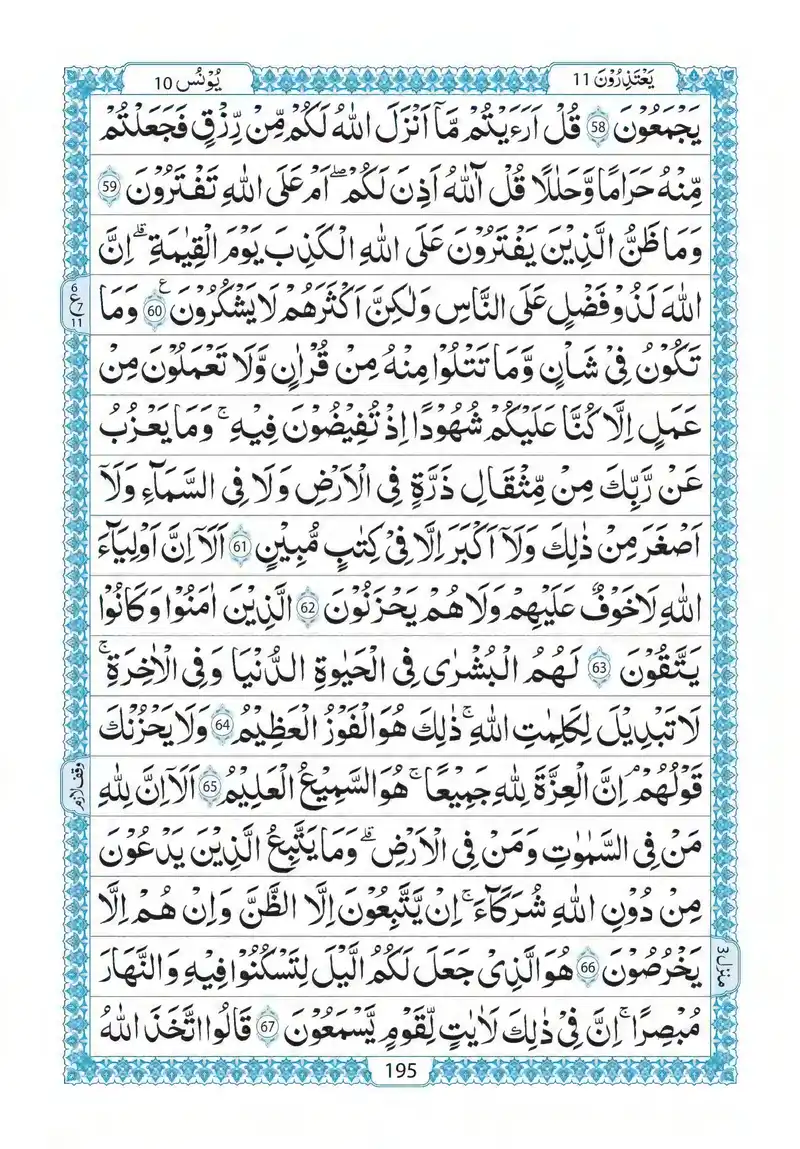 يَعْتَذِرُوْنَ 11
يُوْنُس 10
يَجْمَعُوْنَ 58 قُلْ اَرَءَيْتُمْ مَّاۤ اَنْزَلَ اللّٰهُ لَكُمْ مِّنْ رِّزْقٍ فَجَعَلْتُمْ
مِّنْهُ حَرَامًا وَّحَلٰلًا قُلْ آٰللّٰهُ اَذِنَ لَكُمْ ۖ اَمْ عَلَى اللّٰهِ تَفْتَرُوْنَ 59
وَمَا ظَنُّ الَّذِيْنَ يَفْتَرُوْنَ عَلَى اللّٰهِ الْكَذِبَ يَوْمَ الْقِيٰمَةِ ۗ اِنَّ
اللّٰهَ لَذُوْ فَضْلٍ عَلَى النَّاسِ وَلٰكِنَّ اَكْثَرَهُمْ لَا يَشْكُرُوْنَ 60 ع وَمَا
6 ع 7 11
تَكُوْنُ فِيْ شَاْنٍ وَّمَا تَتْلُوْا مِنْهُ مِنْ قُرْاٰنٍ وَّلَا تَعْمَلُوْنَ مِنْ
عَمَلٍ اِلَّا كُنَّا عَلَيْكُمْ شُهُوْدًا اِذْ تُفِيْضُوْنَ فِيْهِ ۚ وَمَا يَعْزُبُ
عَنْ رَّبِّكَ مِنْ مِّثْقَالِ ذَرَّةٍ فِي الْاَرْضِ وَلَا فِي السَّمَآءِ وَلَاۤ
اَصْغَرَ مِنْ ذٰلِكَ وَلَاۤ اَكْبَرَ اِلَّا فِيْ كِتٰبٍ مُّبِيْنٍ 61 اَلَاۤ اِنَّ اَوْلِيَآءَ
اللّٰهِ لَا خَوْفٌ عَلَيْهِمْ وَلَا هُمْ يَحْزَنُوْنَ 62 الَّذِيْنَ اٰمَنُوْا وَكَانُوْا
يَتَّقُوْنَ 63 لَهُمُ الْبُشْرٰى فِي الْحَيٰوةِ الدُّنْيَا وَفِي الْاٰخِرَةِ ۚ
لَا تَبْدِيْلَ لِكَلِمٰتِ اللّٰهِ ۚ ذٰلِكَ هُوَ الْفَوْزُ الْعَظِيْمُ 64 وَلَا يَحْزُنْكَ
قَوْلُهُمْ ۘ اِنَّ الْعِزَّةَ لِلّٰهِ جَمِيْعًا ۚ هُوَ السَّمِيْعُ الْعَلِيْمُ 65 اَلَاۤ اِنَّ لِلّٰهِ
وقف لازم
مَنْ فِي السَّمٰوٰتِ وَمَنْ فِي الْاَرْضِ ۗ وَمَا يَتَّبِعُ الَّذِيْنَ يَدْعُوْنَ
مِنْ دُوْنِ اللّٰهِ شُرَكَآءَ ۚ اِنْ يَّتَّبِعُوْنَ اِلَّا الظَّنَّ وَاِنْ هُمْ اِلَّا
يَخْرُصُوْنَ 66 هُوَ الَّذِيْ جَعَلَ لَكُمُ الَّيْلَ لِتَسْكُنُوْا فِيْهِ وَالنَّهَارَ
منزل 3
مُبْصِرًا ۚ اِنَّ فِيْ ذٰلِكَ لَاٰيٰتٍ لِّقَوْمٍ يَّسْمَعُوْنَ 67 قَالُوا اتَّخَذَ اللّٰهُ
195